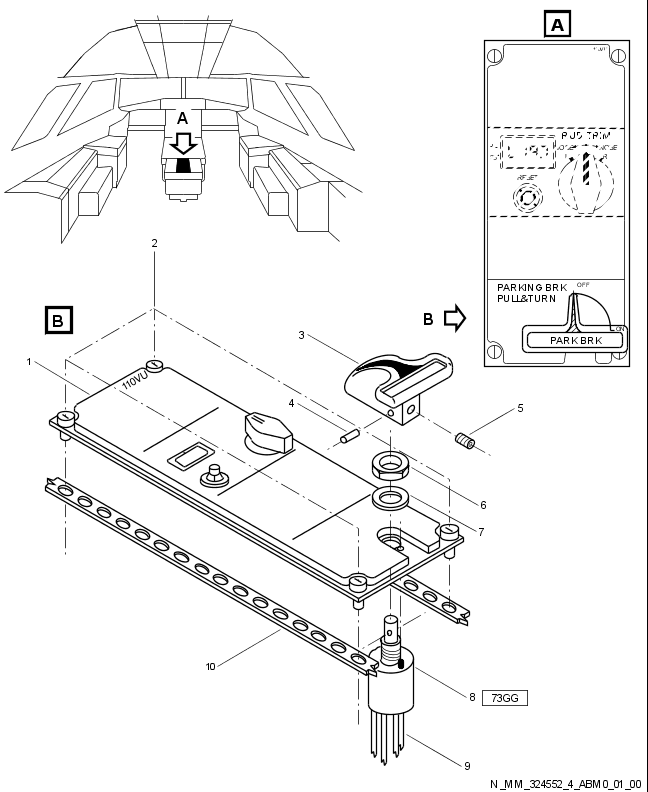 A
A
RUD TRIM
RESET
PARKING BRK
PULL&TURN
OFF
ON
PARK BRK
B
B
2
1
110VU
3
4
5
6
7
10
8
73GG
9
N_MM_324552_4_ABM0_01_00